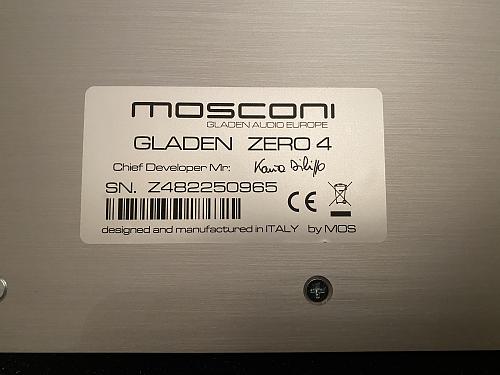 mosconi
GLADEN AUDIO EUROPE
GLADEN ZERO 4
Chief Developer Mr:
SN. Z482250965
CE
designed and manufactured in ITALY by MOS